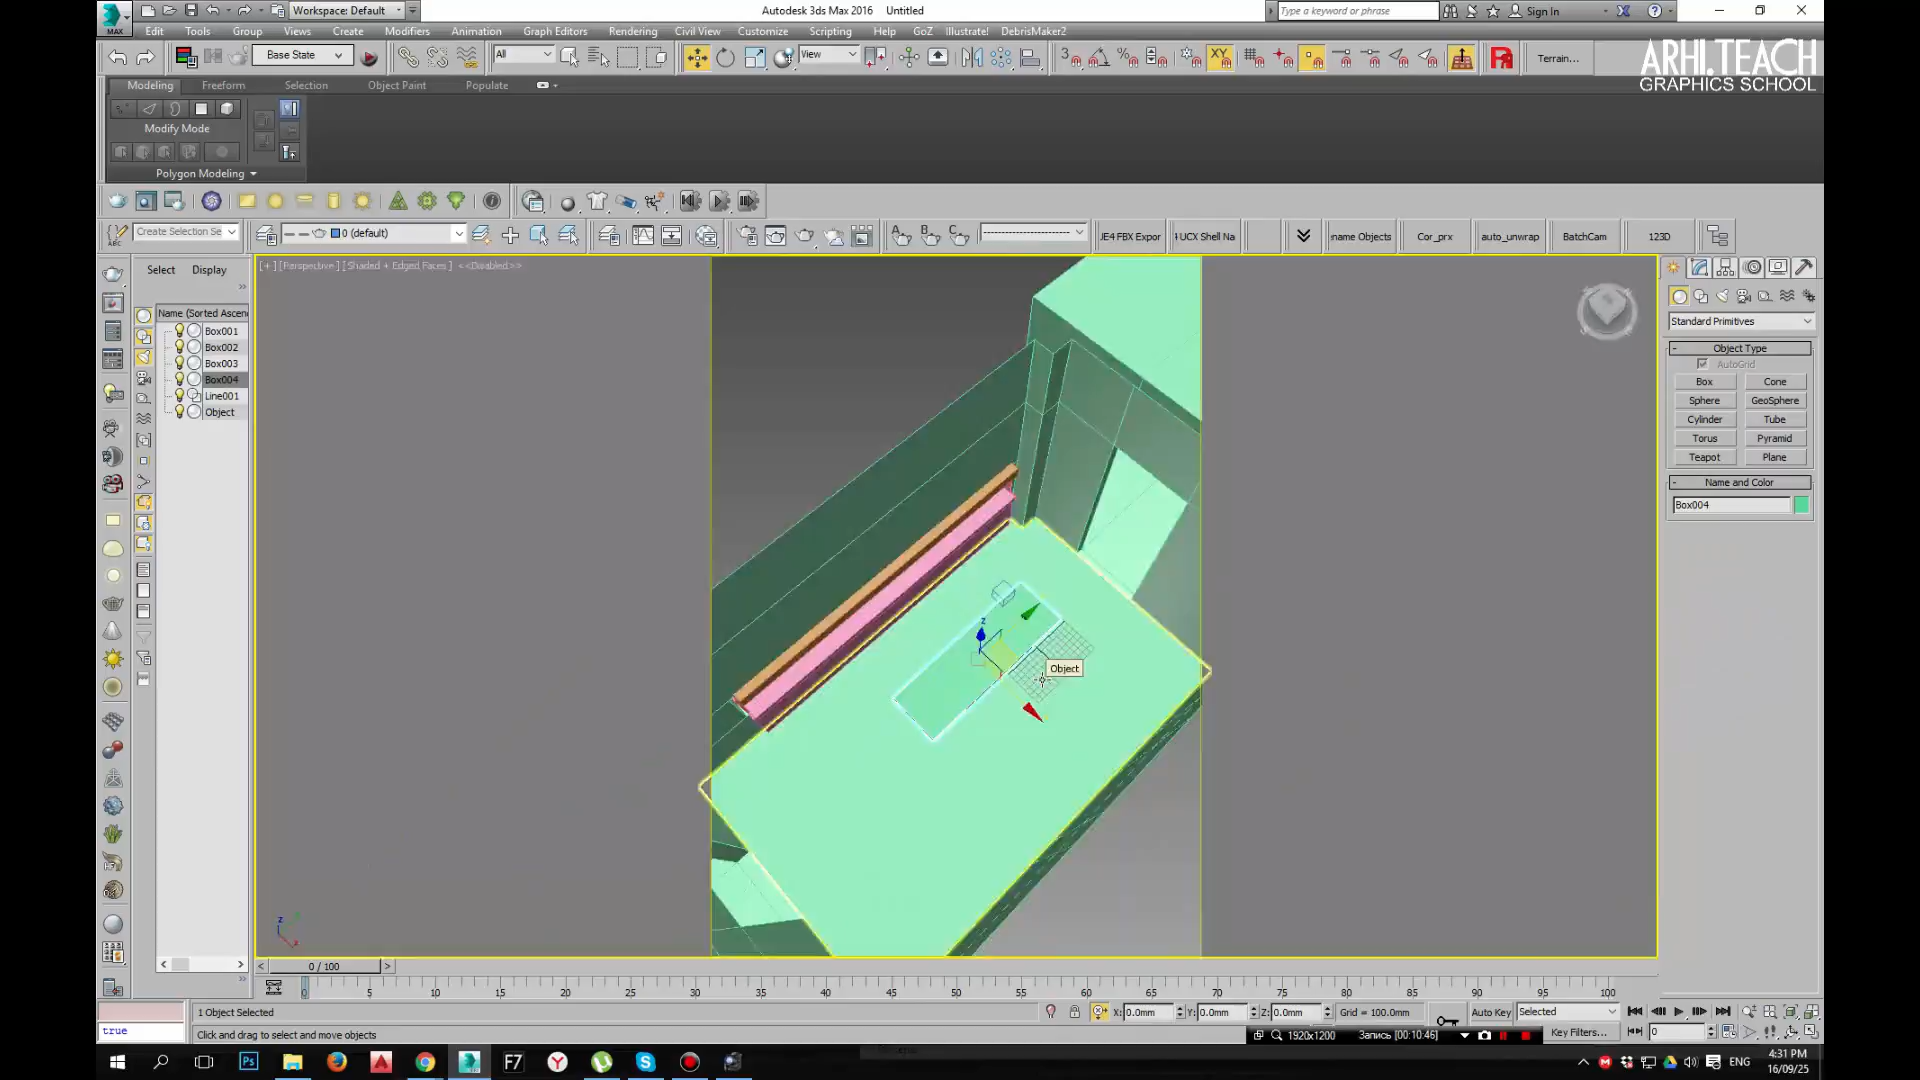 MAX
Workspace: Default
Autodesk 3ds Max 2016 Untitled
Type a keyword or phrase
Sign In
Edit Tools Group Views Create Modifiers Animation Graph Editors Rendering Civil View Customize Scripting Help GoZ Illustrate! DebrisMaker2
Base State
All
View
3
XY
Terrain...
ARHI.TEACH
GRAPHICS SCHOOL
Modeling Freeform Selection Object Paint Populate
Modify Mode
Polygon Modeling
Create Selection Se
0 (default)
JE4 FBX Expor
UCX Shell Na
name Objects
Cor_prx
auto_unwrap
BatchCam
123D
Select Display
[+] [Perspective] [Shaded + Edged Faces] <<Disabled>>
Name (Sorted Ascen
Box001
Box002
Box003
Box004
Line001
Object
Standard Primitives
Object Type
AutoGrid
Box Cone
Sphere GeoSphere
Cylinder Tube
Torus Pyramid
Teapot Plane
Name and Color
Box004
z
Object
z
x
0 / 100
0 5 10 15 20 25 30 35 40 45 50 55 60 65 70 75 80 85 90 95 100
1 Object Selected
X: 0.0mm Y: 0.0mm Z: 0.0mm Grid = 100.0mm
Auto Key Selected
true
Click and drag to select and move objects
1920x1200 Запись [00:10:46]
Key Filters...
0
Ps
F7
Y
ENG
4:31 PM
16/09/25